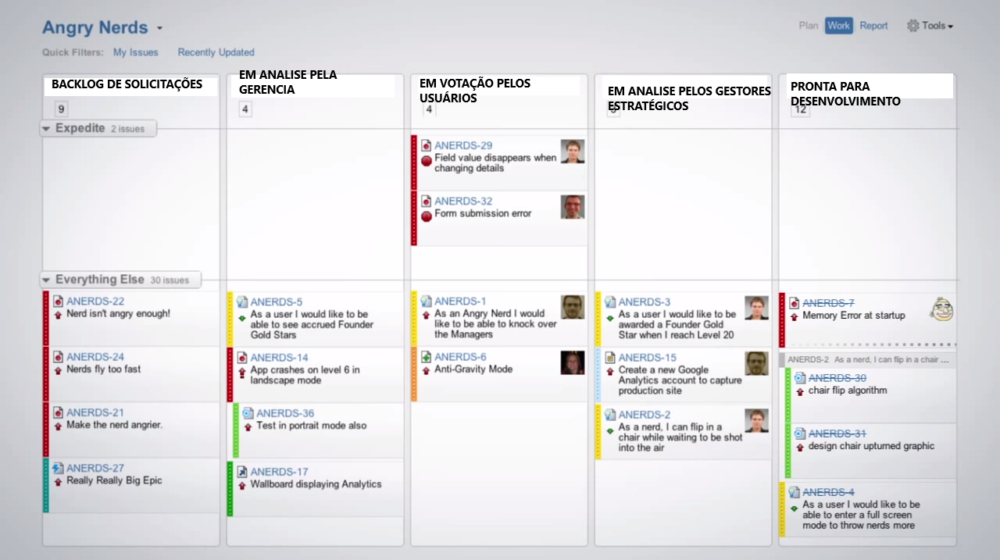 Angry Nerds
Plan Work Report Tools
Quick Filters: My Issues Recently Updated
BACKLOG DE SOLICITAÇÕES
9
EM ANALISE PELA
GERENCIA
4
EM VOTAÇÃO PELOS
USUÁRIOS
4
EM ANALISE PELOS GESTORES
ESTRATÉGICOS
PRONTA PARA
DESENVOLVIMENTO
12
Expedite 2 issues
ANERDS-29
Field value disappears when
changing details
ANERDS-32
Form submission error
Everything Else 30 issues
ANERDS-22
Nerd isn't angry enough!
ANERDS-24
Nerds fly too fast
ANERDS-21
Make the nerd angrier.
ANERDS-27
Really Really Big Epic
ANERDS-5
As a user I would like to be
able to see accrued Founder
Gold Stars
ANERDS-14
App crashes on level 6 in
landscape mode
ANERDS-36
Test in portrait mode also
ANERDS-17
Wallboard displaying Analytics
ANERDS-1
As an Angry Nerd I would
like to be able to knock over
the Managers
ANERDS-6
Anti-Gravity Mode
ANERDS-3
As a user I would like to be
awarded a Founder Gold
Star when I reach Level 20
ANERDS-15
Create a new Google
Analytics account to capture
production site
ANERDS-2
As a nerd, I can flip in a
chair while waiting to be shot
into the air
ANERDS-7
Memory Error at startup
ANERDS-2 As a nerd, I can flip in a chair ...
ANERDS-30
chair flip algorithm
ANERDS-31
design chair upturned graphic
ANERDS-4
As a user I would like to be
able to enter a full screen
mode to throw nerds more